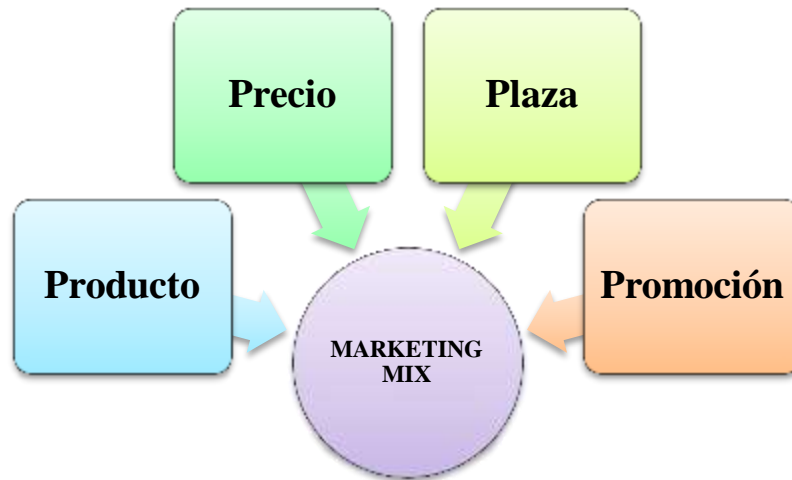 Precio
Plaza
Producto
Promoción
MARKETING
MIX